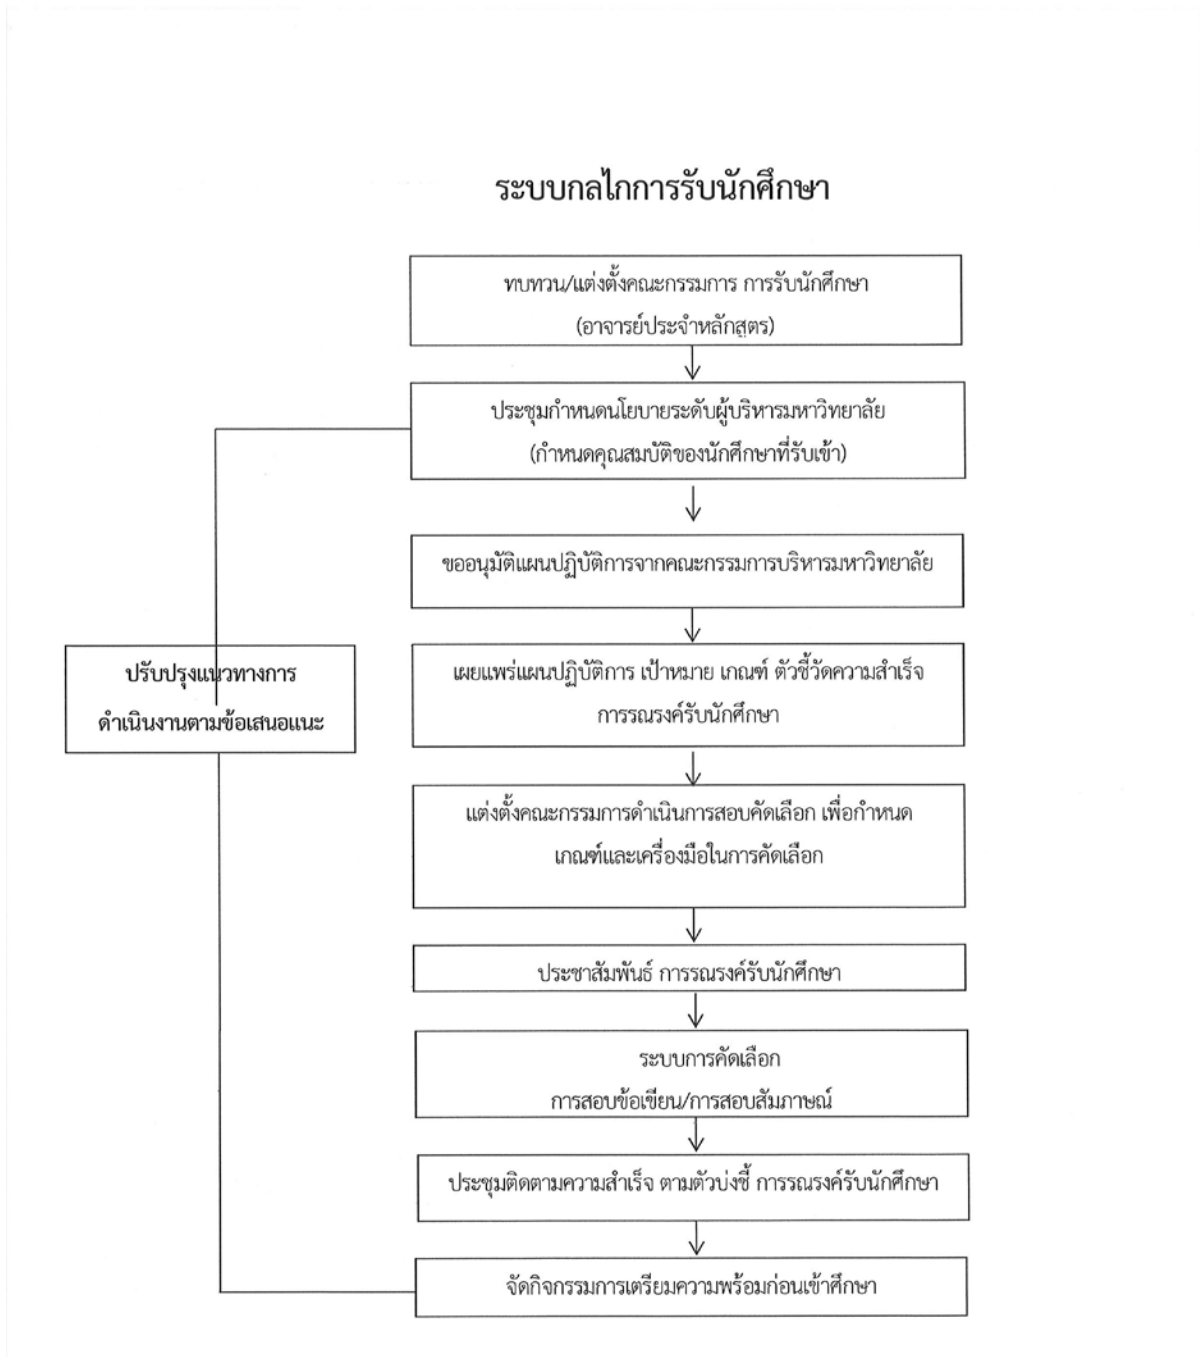 ระบบกลไกการรับนักศึกษา
ทบทวน/แต่งตั้งคณะกรรมการ การรับนักศึกษา
(อาจารย์ประจำหลักสูตร)
ประชุมกำหนดนโยบายระดับผู้บริหารมหาวิทยาลัย
(กำหนดคุณสมบัติของนักศึกษาที่รับเข้า)
ขออนุมัติแผนปฏิบัติการจากคณะกรรมการบริหารมหาวิทยาลัย
ปรับปรุงแนวทางการ
ดำเนินงานตามข้อเสนอแนะ
เผยแพร่แผนปฏิบัติการ เป้าหมาย เกณฑ์ ตัวชี้วัดความสำเร็จ
การรณรงค์รับนักศึกษา
แต่งตั้งคณะกรรมการดำเนินการสอบคัดเลือก เพื่อกำหนด
เกณฑ์และเครื่องมือในการคัดเลือก
ประชาสัมพันธ์ การรณรงค์รับนักศึกษา
ระบบการคัดเลือก
การสอบข้อเขียน/การสอบสัมภาษณ์
ประชุมติดตามความสำเร็จ ตามตัวบ่งชี้ การรณรงค์รับนักศึกษา
จัดกิจกรรมการเตรียมความพร้อมก่อนเข้าศึกษา